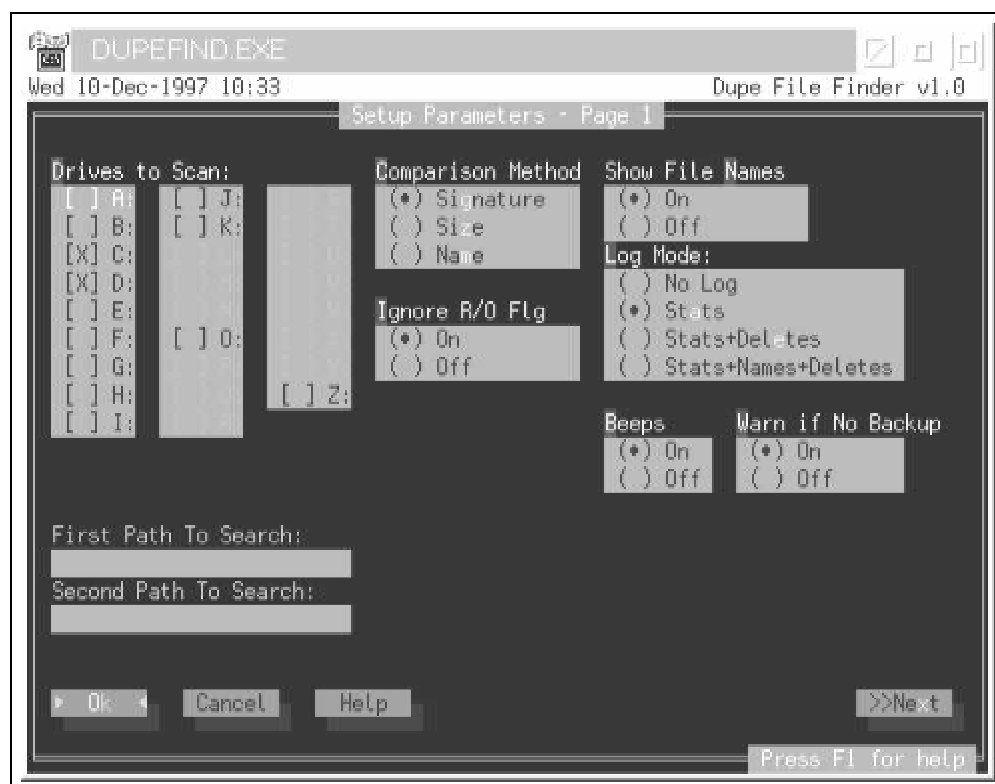 DUPEFIND.EXE
Wed 10-Dec-1997 10:33 Dupe File Finder v1.0
Setup Parameters - Page 1
Drives to Scan:
[ ] A: [ ] J:
[ ] B: [ ] K:
[X] C:
[X] D:
[ ] E:
[ ] F: [ ] O:
[ ] G:
[ ] H: [ ] Z:
[ ] I:
Comparison Method
(•) Signature
( ) Size
( ) Name
Ignore R/O Flg
(•) On
( ) Off
Show File Names
(•) On
( ) Off
Log Mode:
( ) No Log
(•) Stats
( ) Stats+Deletes
( ) Stats+Names+Deletes
Beeps
(•) On
( ) Off
Warn if No Backup
(•) On
( ) Off
First Path To Search:
Second Path To Search:
Ok Cancel Help >>Next
Press F1 for help